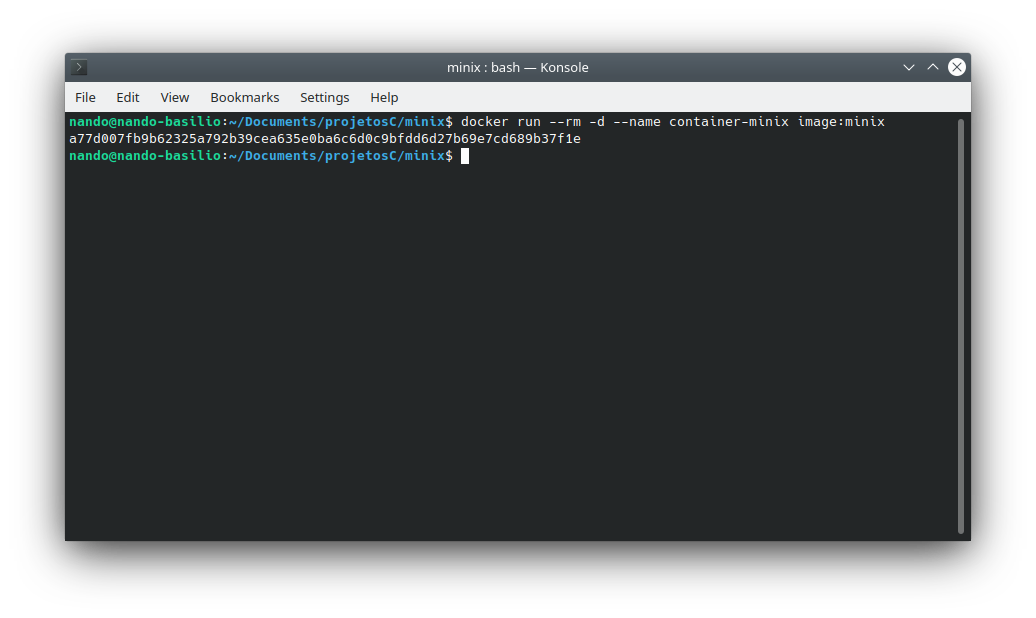 minix : bash — Konsole
File Edit View Bookmarks Settings Help
nando@nando-basilio:~/Documents/projetosC/minix$ docker run --rm -d --name container-minix image:minix
a77d007fb9b62325a792b39cea635e0ba6c6d0c9bfdd6d27b69e7cd689b37f1e
nando@nando-basilio:~/Documents/projetosC/minix$